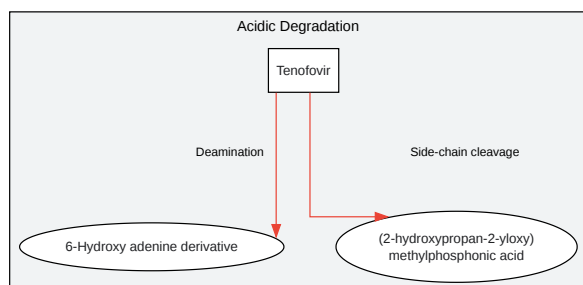 Acidic Degradation
Tenofovir
Deamination
Side-chain cleavage
6-Hydroxy adenine derivative
(2-hydroxypropan-2-yloxy)
methylphosphonic acid